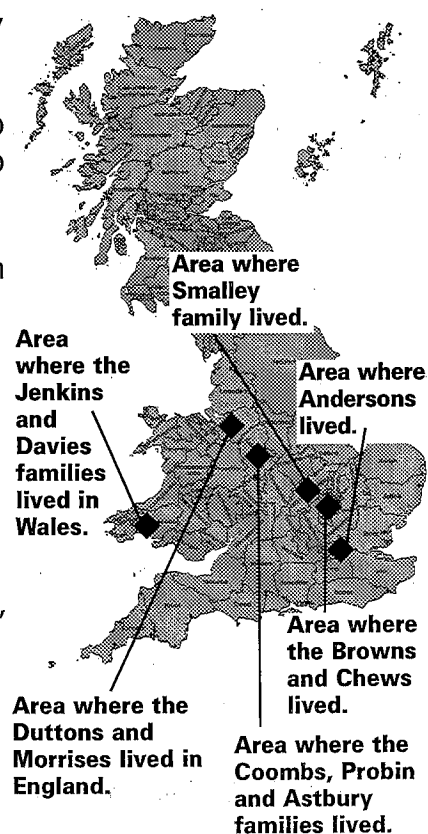 Area where
Smalley
family lived.
Area
where the
Jenkins
and
Davies
families
lived in
Wales.
Area where
Andersons
lived.
Area where
the Browns
and Chews
lived.
Area where the
Duttons and
Morrises lived in
England.
Area where the
Coombs, Probin
and Astbury
families lived.